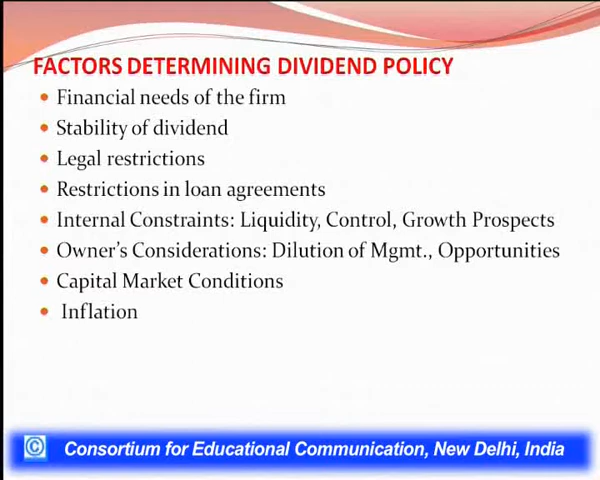 FACTORS DETERMINING DIVIDEND POLICY
• Financial needs of the firm
• Stability of dividend
• Legal restrictions
• Restrictions in loan agreements
• Internal Constraints: Liquidity, Control, Growth Prospects
• Owner's Considerations: Dilution of Mgmt., Opportunities
• Capital Market Conditions
• Inflation
© Consortium for Educational Communication, New Delhi, India